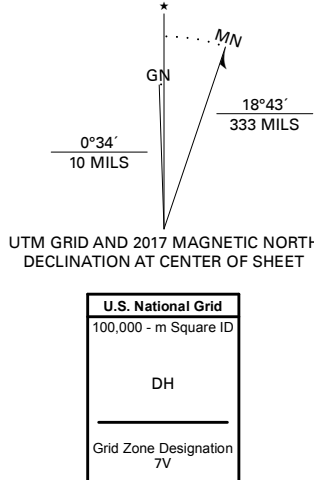 ★
MN
GN
0°34´
10 MILS
18°43´
333 MILS
UTM GRID AND 2017 MAGNETIC NORTH
DECLINATION AT CENTER OF SHEET
U.S. National Grid
100,000 - m Square ID
DH
Grid Zone Designation
7V